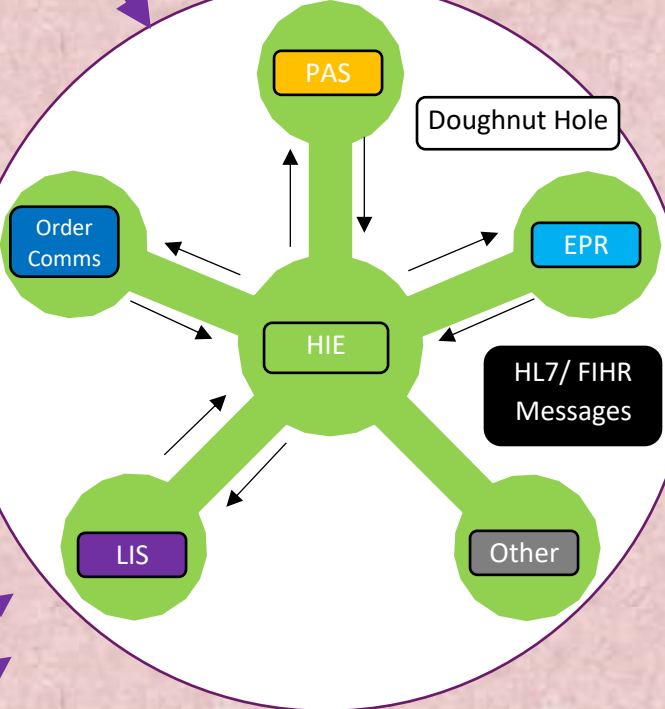 PAS
Doughnut Hole
Order
Comms
EPR
HIE
HL7/ FIHR
Messages
LIS
Other